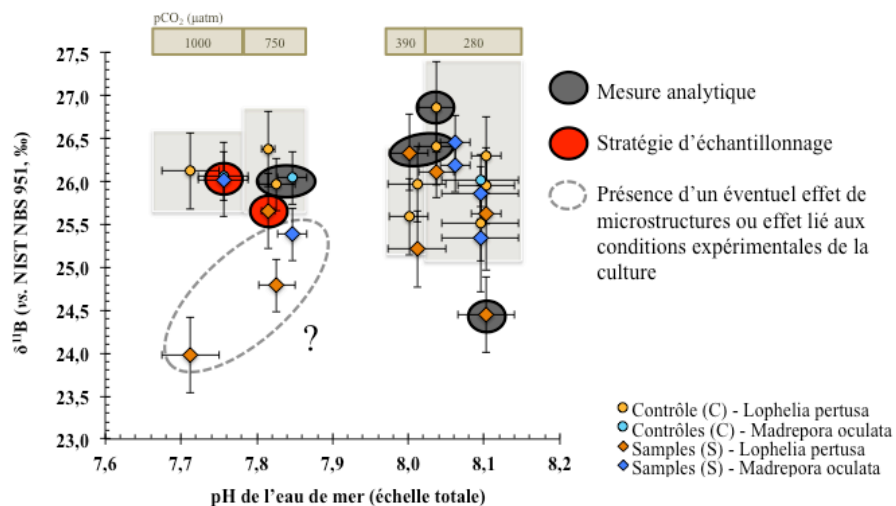 pCO₂ (µatm)
1000 750 390 280
27,5
27,0
26,5
26,0
25,5
25,0
24,5
24,0
23,5
23,0
δ¹¹B (vs. NIST NBS 951, ‰)
?
7,6 7,7 7,8 7,9 8,0 8,1 8,2
pH de l'eau de mer (échelle totale)
Mesure analytique
Stratégie d'échantillonnage
Présence d'un éventuel effet de
microstructures ou effet lié aux
conditions expérimentales de la
culture
Contrôle (C) - Lophelia pertusa
Contrôles (C) - Madrepora oculata
Samples (S) - Lophelia pertusa
Samples (S) - Madrepora oculata